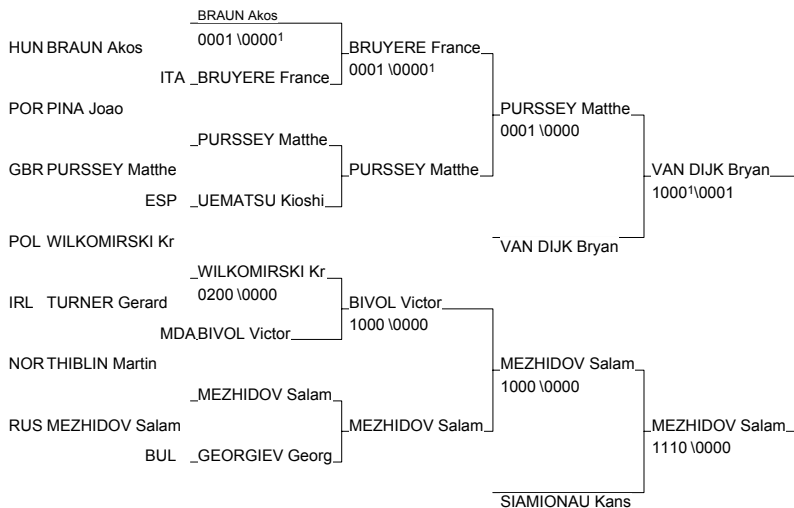 BRAUN Akos
0001 \0000¹
HUN BRAUN Akos
BRUYERE France
0001 \0000¹
ITA BRUYERE France
POR PINA Joao
PURSSEY Matthe
0001 \0000
PURSSEY Matthe
GBR PURSSEY Matthe
PURSSEY Matthe
VAN DIJK Bryan
1000¹\0001
ESP UEMATSU Kioshi
POL WILKOMIRSKI Kr
VAN DIJK Bryan
WILKOMIRSKI Kr
0200 \0000
IRL TURNER Gerard
BIVOL Victor
1000 \0000
MDA BIVOL Victor
NOR THIBLIN Martin
MEZHIDOV Salam
1000 \0000
MEZHIDOV Salam
RUS MEZHIDOV Salam
MEZHIDOV Salam
MEZHIDOV Salam
1110 \0000
BUL GEORGIEV Georg
SIAMIONAU Kans